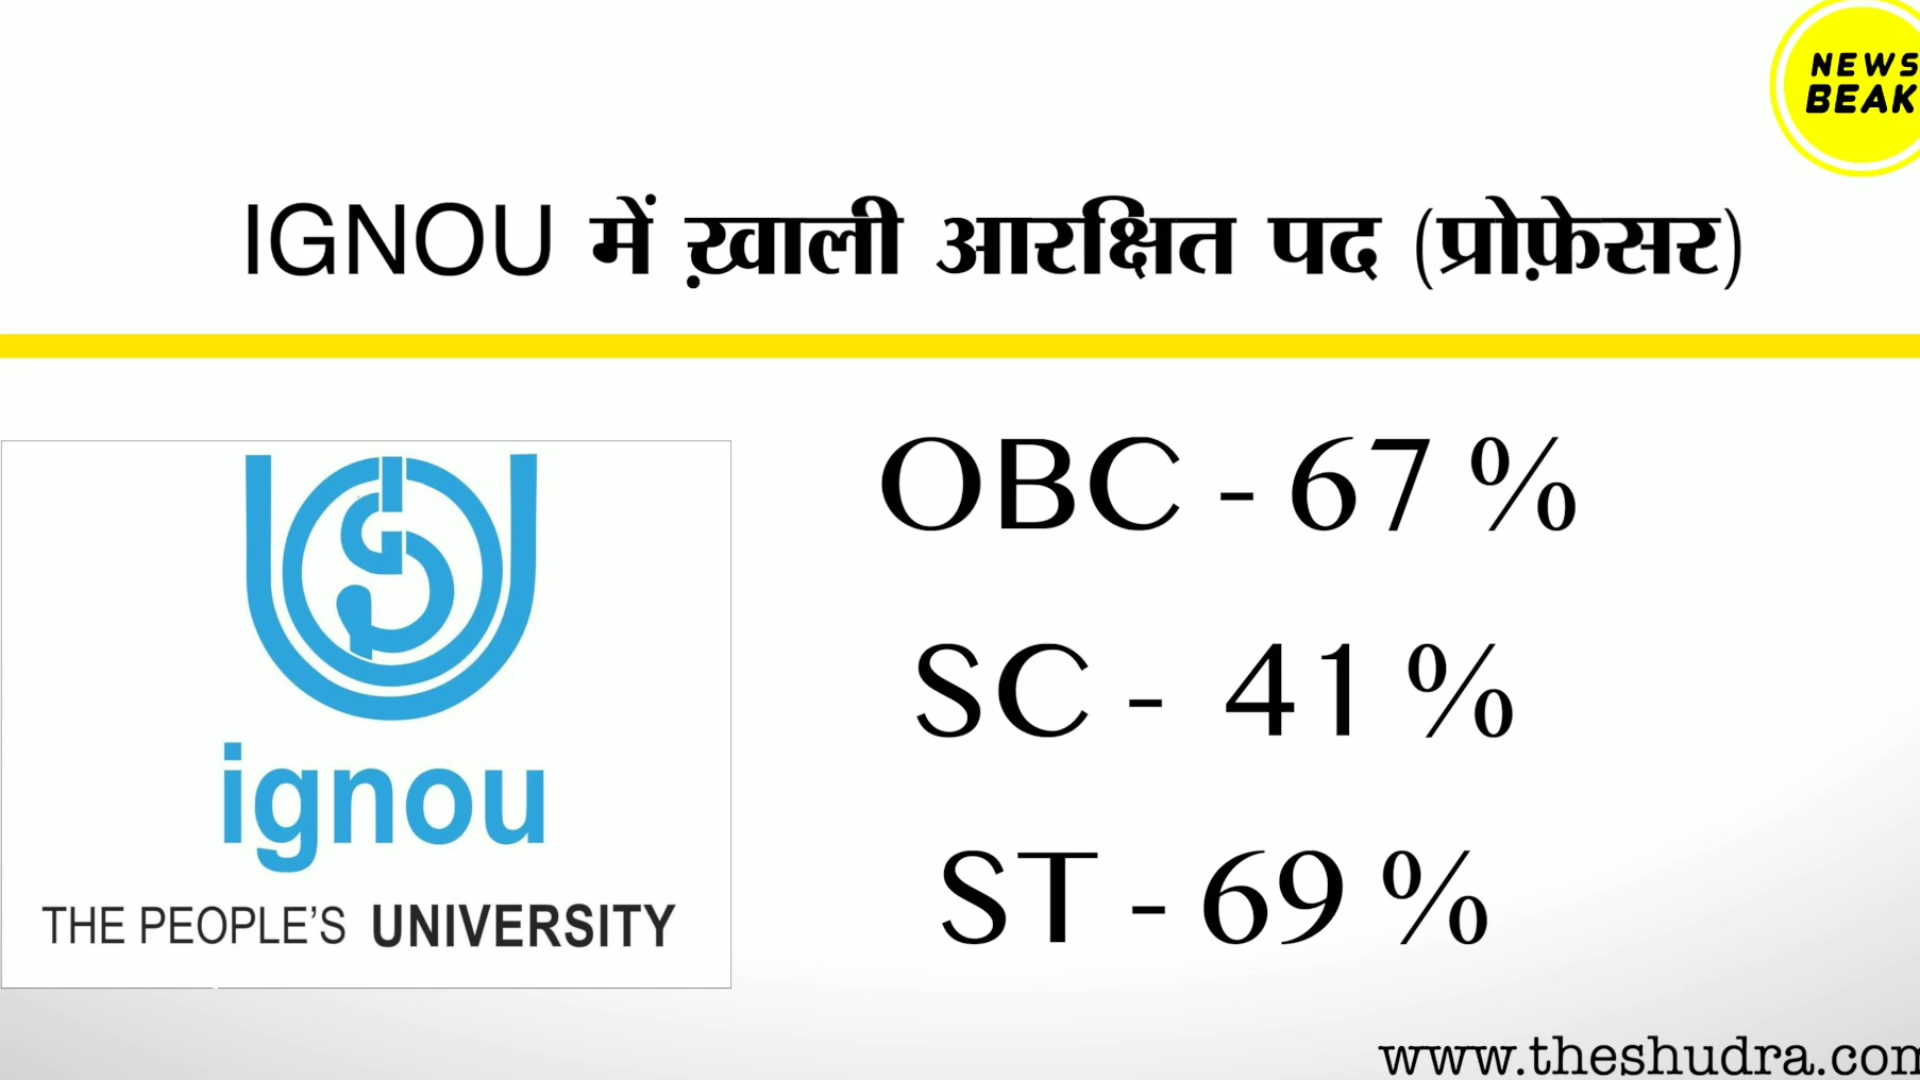 NEWS
BEAK
IGNOU में ख़ाली आरक्षित पद (प्रोफ़ेसर)
OBC - 67 %
SC - 41 %
ST - 69 %
ignou
THE PEOPLE'S UNIVERSITY
www.theshudra.com